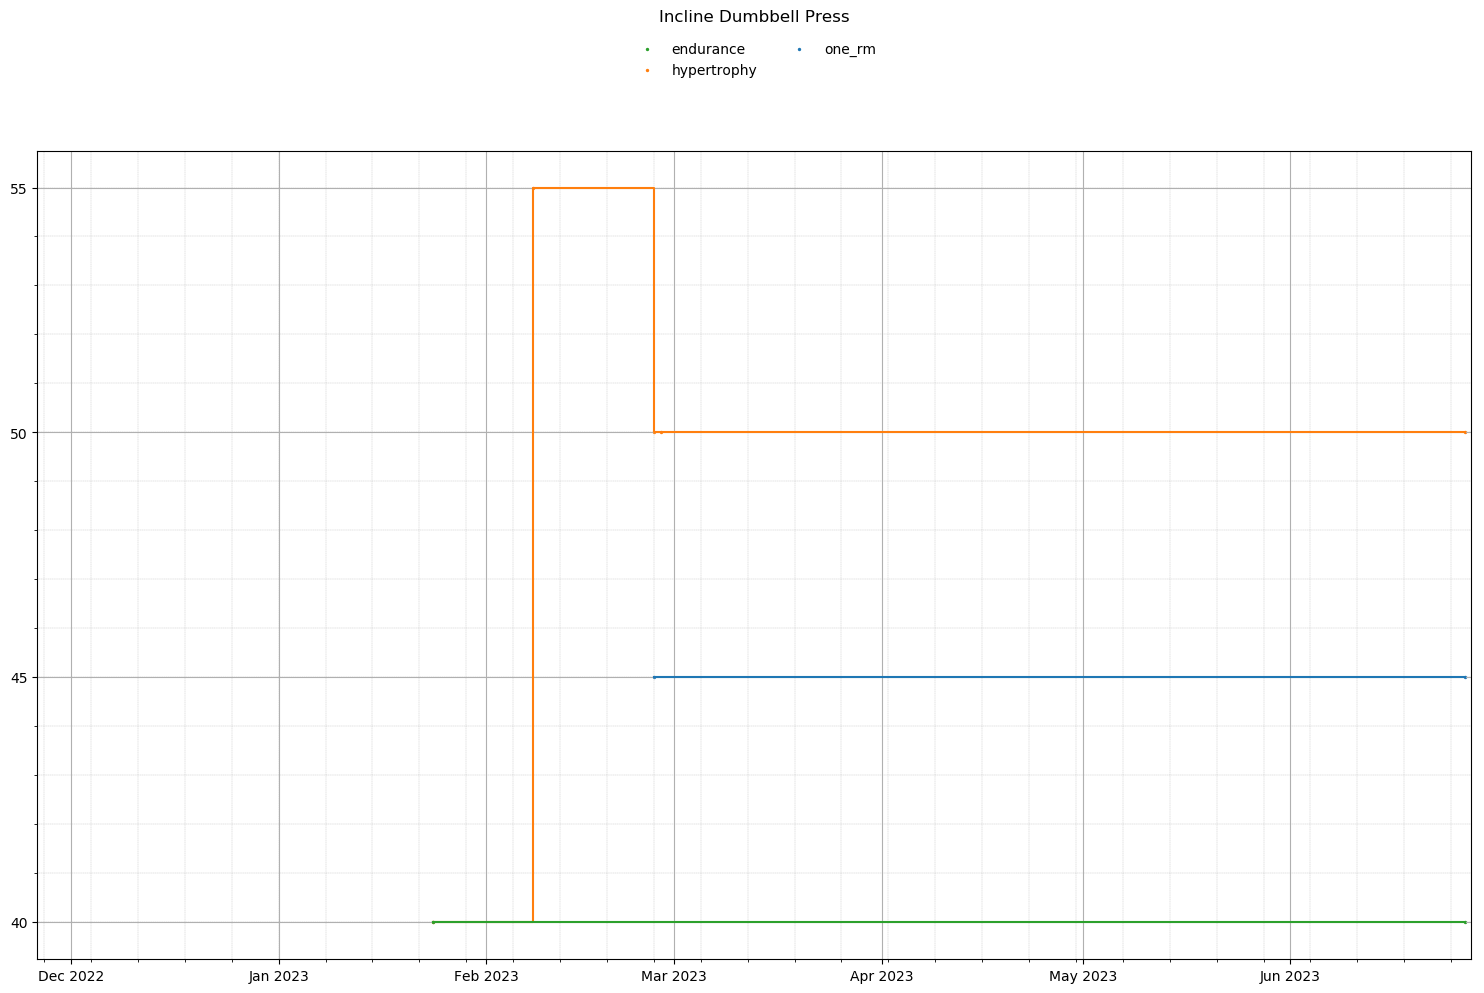 Incline Dumbbell Press
endurance one_rm
hypertrophy
55
50
45
40
Dec 2022 Jan 2023 Feb 2023 Mar 2023 Apr 2023 May 2023 Jun 2023